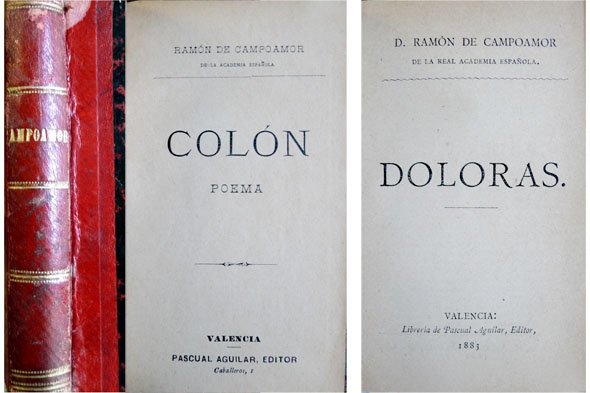 CAMPOAMOR
RAMÓN DE CAMPOAMOR
DE LA ACADEMIA ESPAÑOLA
COLÓN
POEMA
VALENCIA
PASCUAL AGUILAR, EDITOR
Caballeros, 1
D. RAMÓN DE CAMPOAMOR
DE LA REAL ACADEMIA ESPAÑOLA.
DOLORAS.
VALENCIA:
Librería de Pascual Aguilar, Editor,
1883